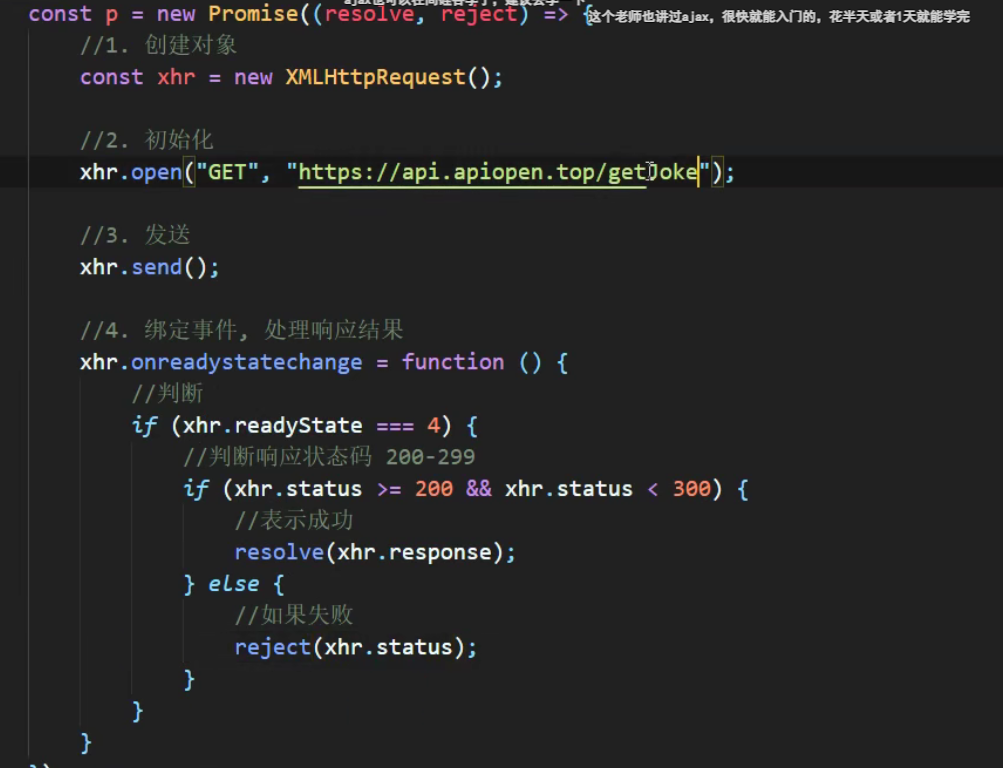 const p = new Promise((resolve, reject) => {
这个老师也讲过ajax，很快就能入门的，花半天或者1天就能学完
//1. 创建对象
const xhr = new XMLHttpRequest();
//2. 初始化
xhr.open("GET", "https://api.apiopen.top/getJoke");
//3. 发送
xhr.send();
//4. 绑定事件, 处理响应结果
xhr.onreadystatechange = function () {
//判断
if (xhr.readyState === 4) {
//判断响应状态码 200-299
if (xhr.status >= 200 && xhr.status < 300) {
//表示成功
resolve(xhr.response);
} else {
//如果失败
reject(xhr.status);
}
}
}